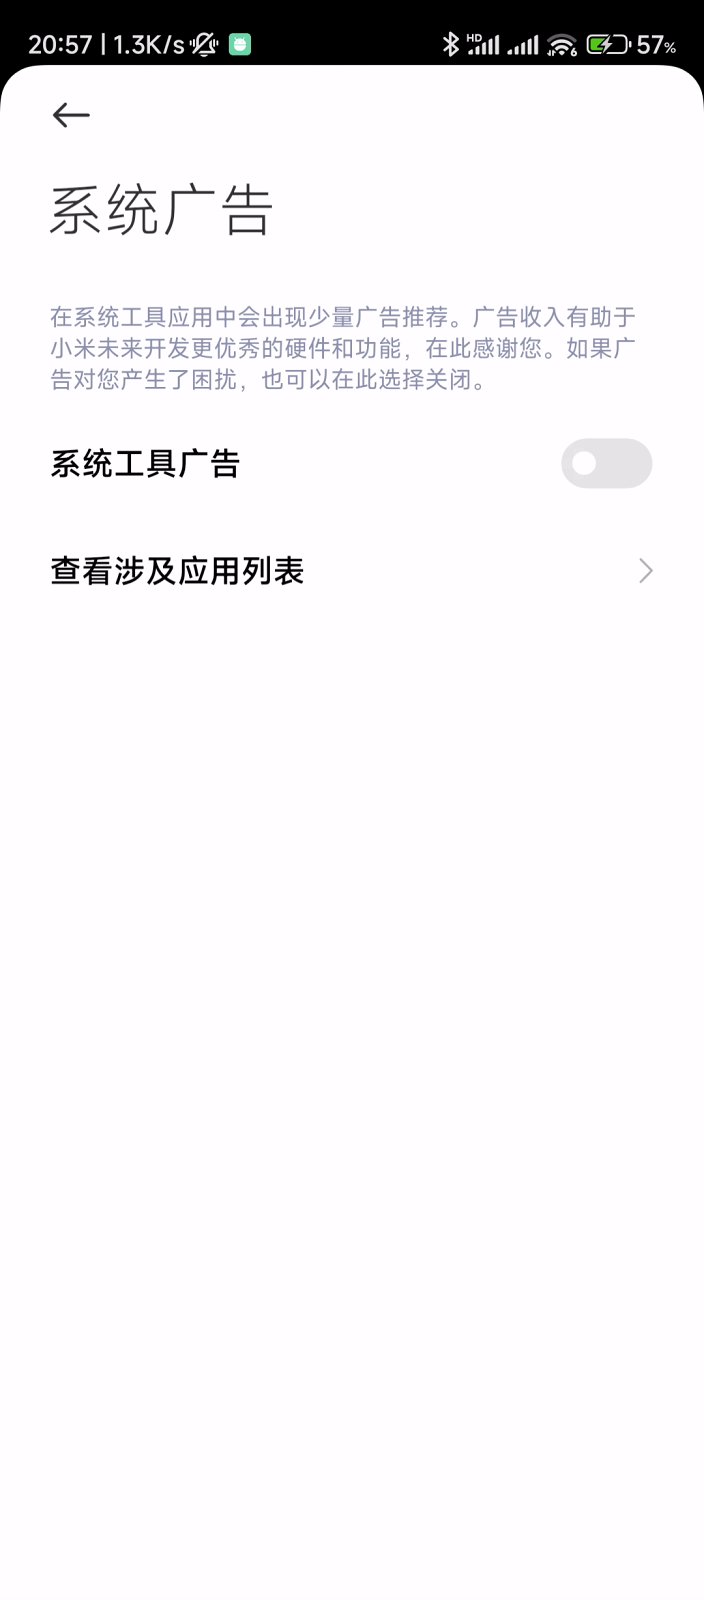 20:57 | 1.3K/s HD 6 57%
系统广告
在系统工具应用中会出现少量广告推荐。广告收入有助于
小米未来开发更优秀的硬件和功能，在此感谢您。如果广
告对您产生了困扰，也可以在此选择关闭。
系统工具广告
查看涉及应用列表